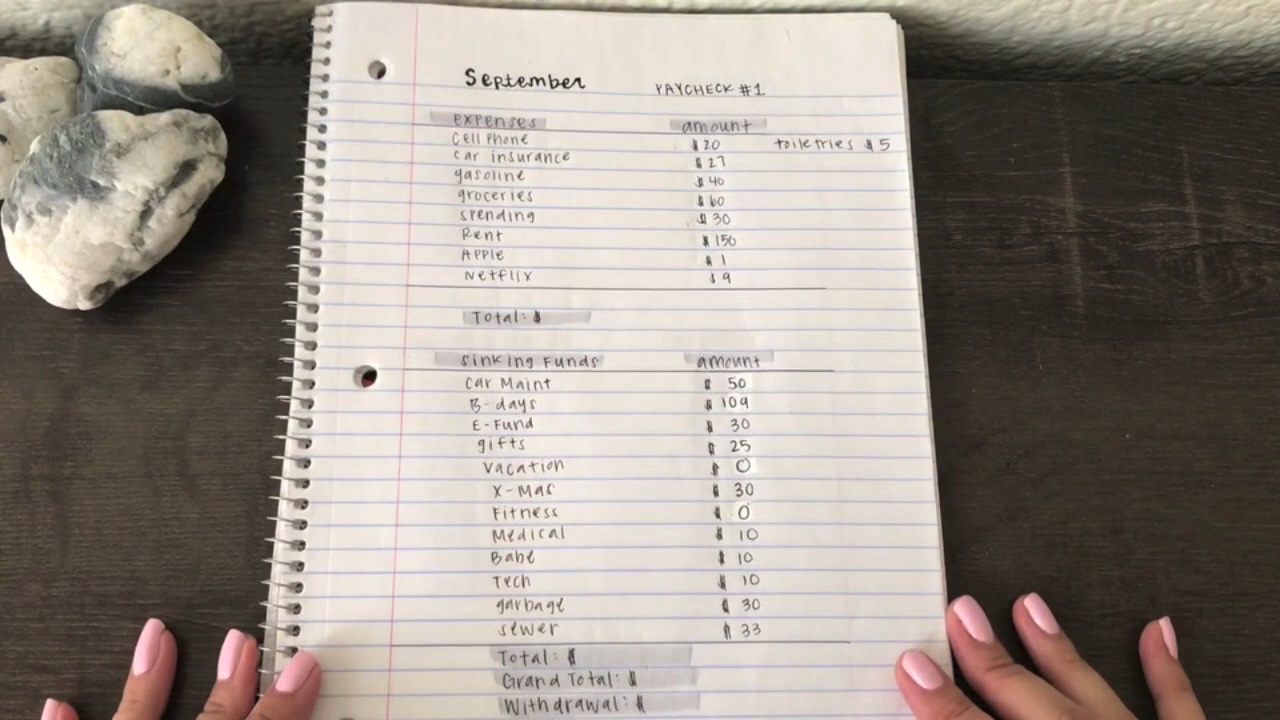 September PAYCHECK #1
Expenses amount
Cell Phone $20 toiletries $5
car insurance $27
gasoline $40
groceries $60
spending $30
Rent $150
Apple $1
Netflix $9
Total: $
Sinking Funds amount
Car Maint $ 50
B-days $ 109
E-Fund $ 30
gifts $ 25
vacation $ 0
X-Mas $ 30
Fitness $ 0
Medical $ 10
Babe $ 10
Tech $ 10
garbage $ 30
sewer $ 33
Total: $
Grand Total: $
Withdrawal: $